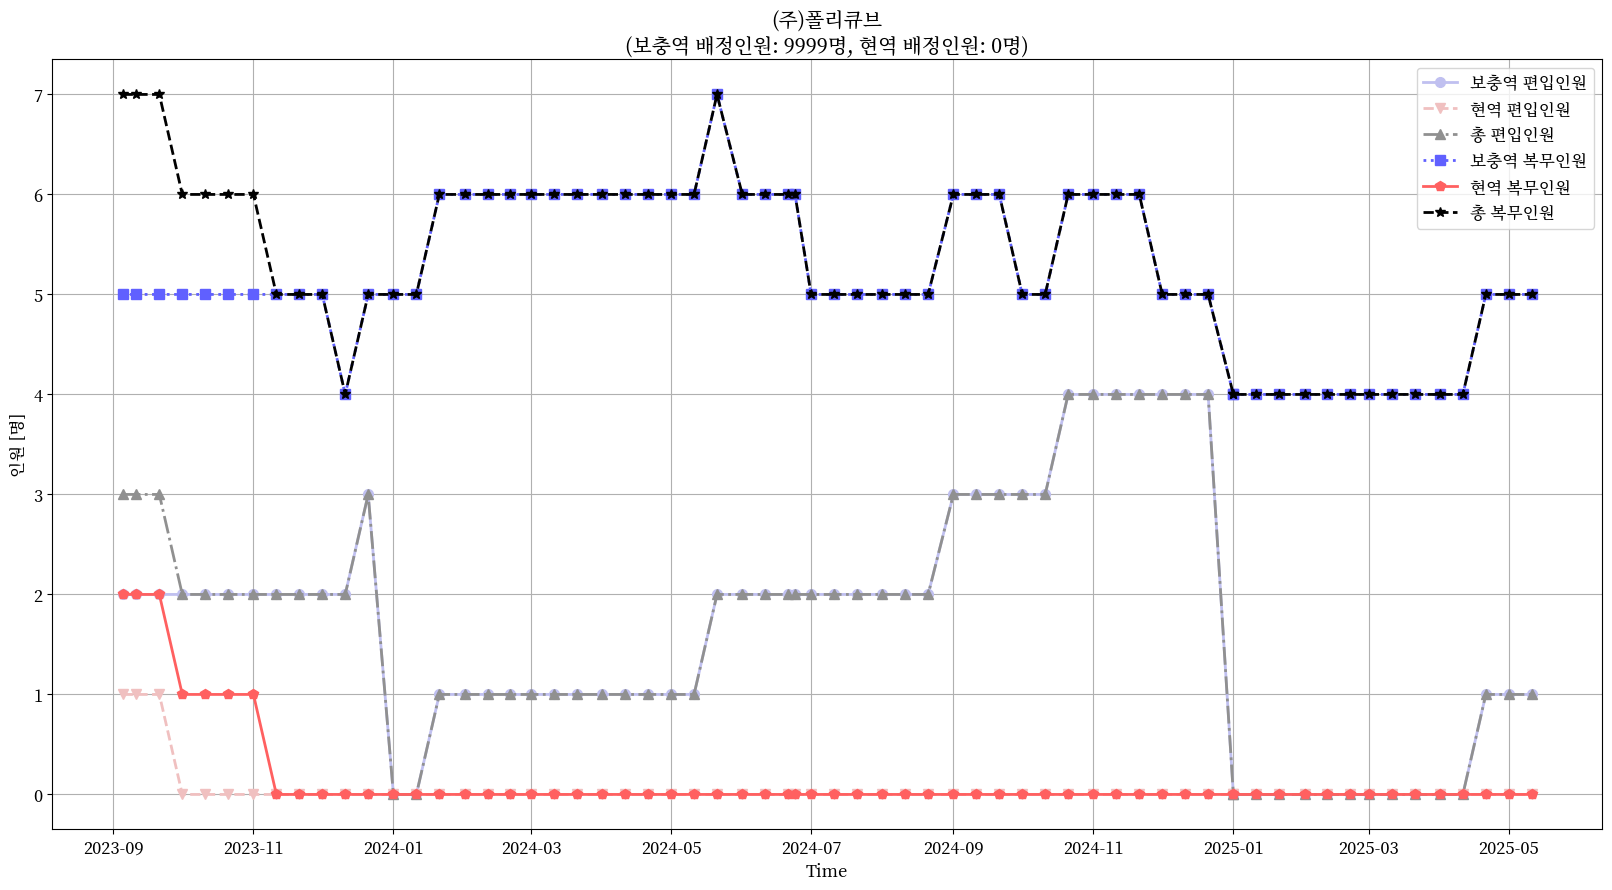 (주)폴리큐브
(보충역 배정인원: 9999명, 현역 배정인원: 0명)
보충역 편입인원
현역 편입인원
총 편입인원
보충역 복무인원
현역 복무인원
총 복무인원
인원 [명]
7
6
5
4
3
2
1
0
2023-09 2023-11 2024-01 2024-03 2024-05 2024-07 2024-09 2024-11 2025-01 2025-03 2025-05
Time